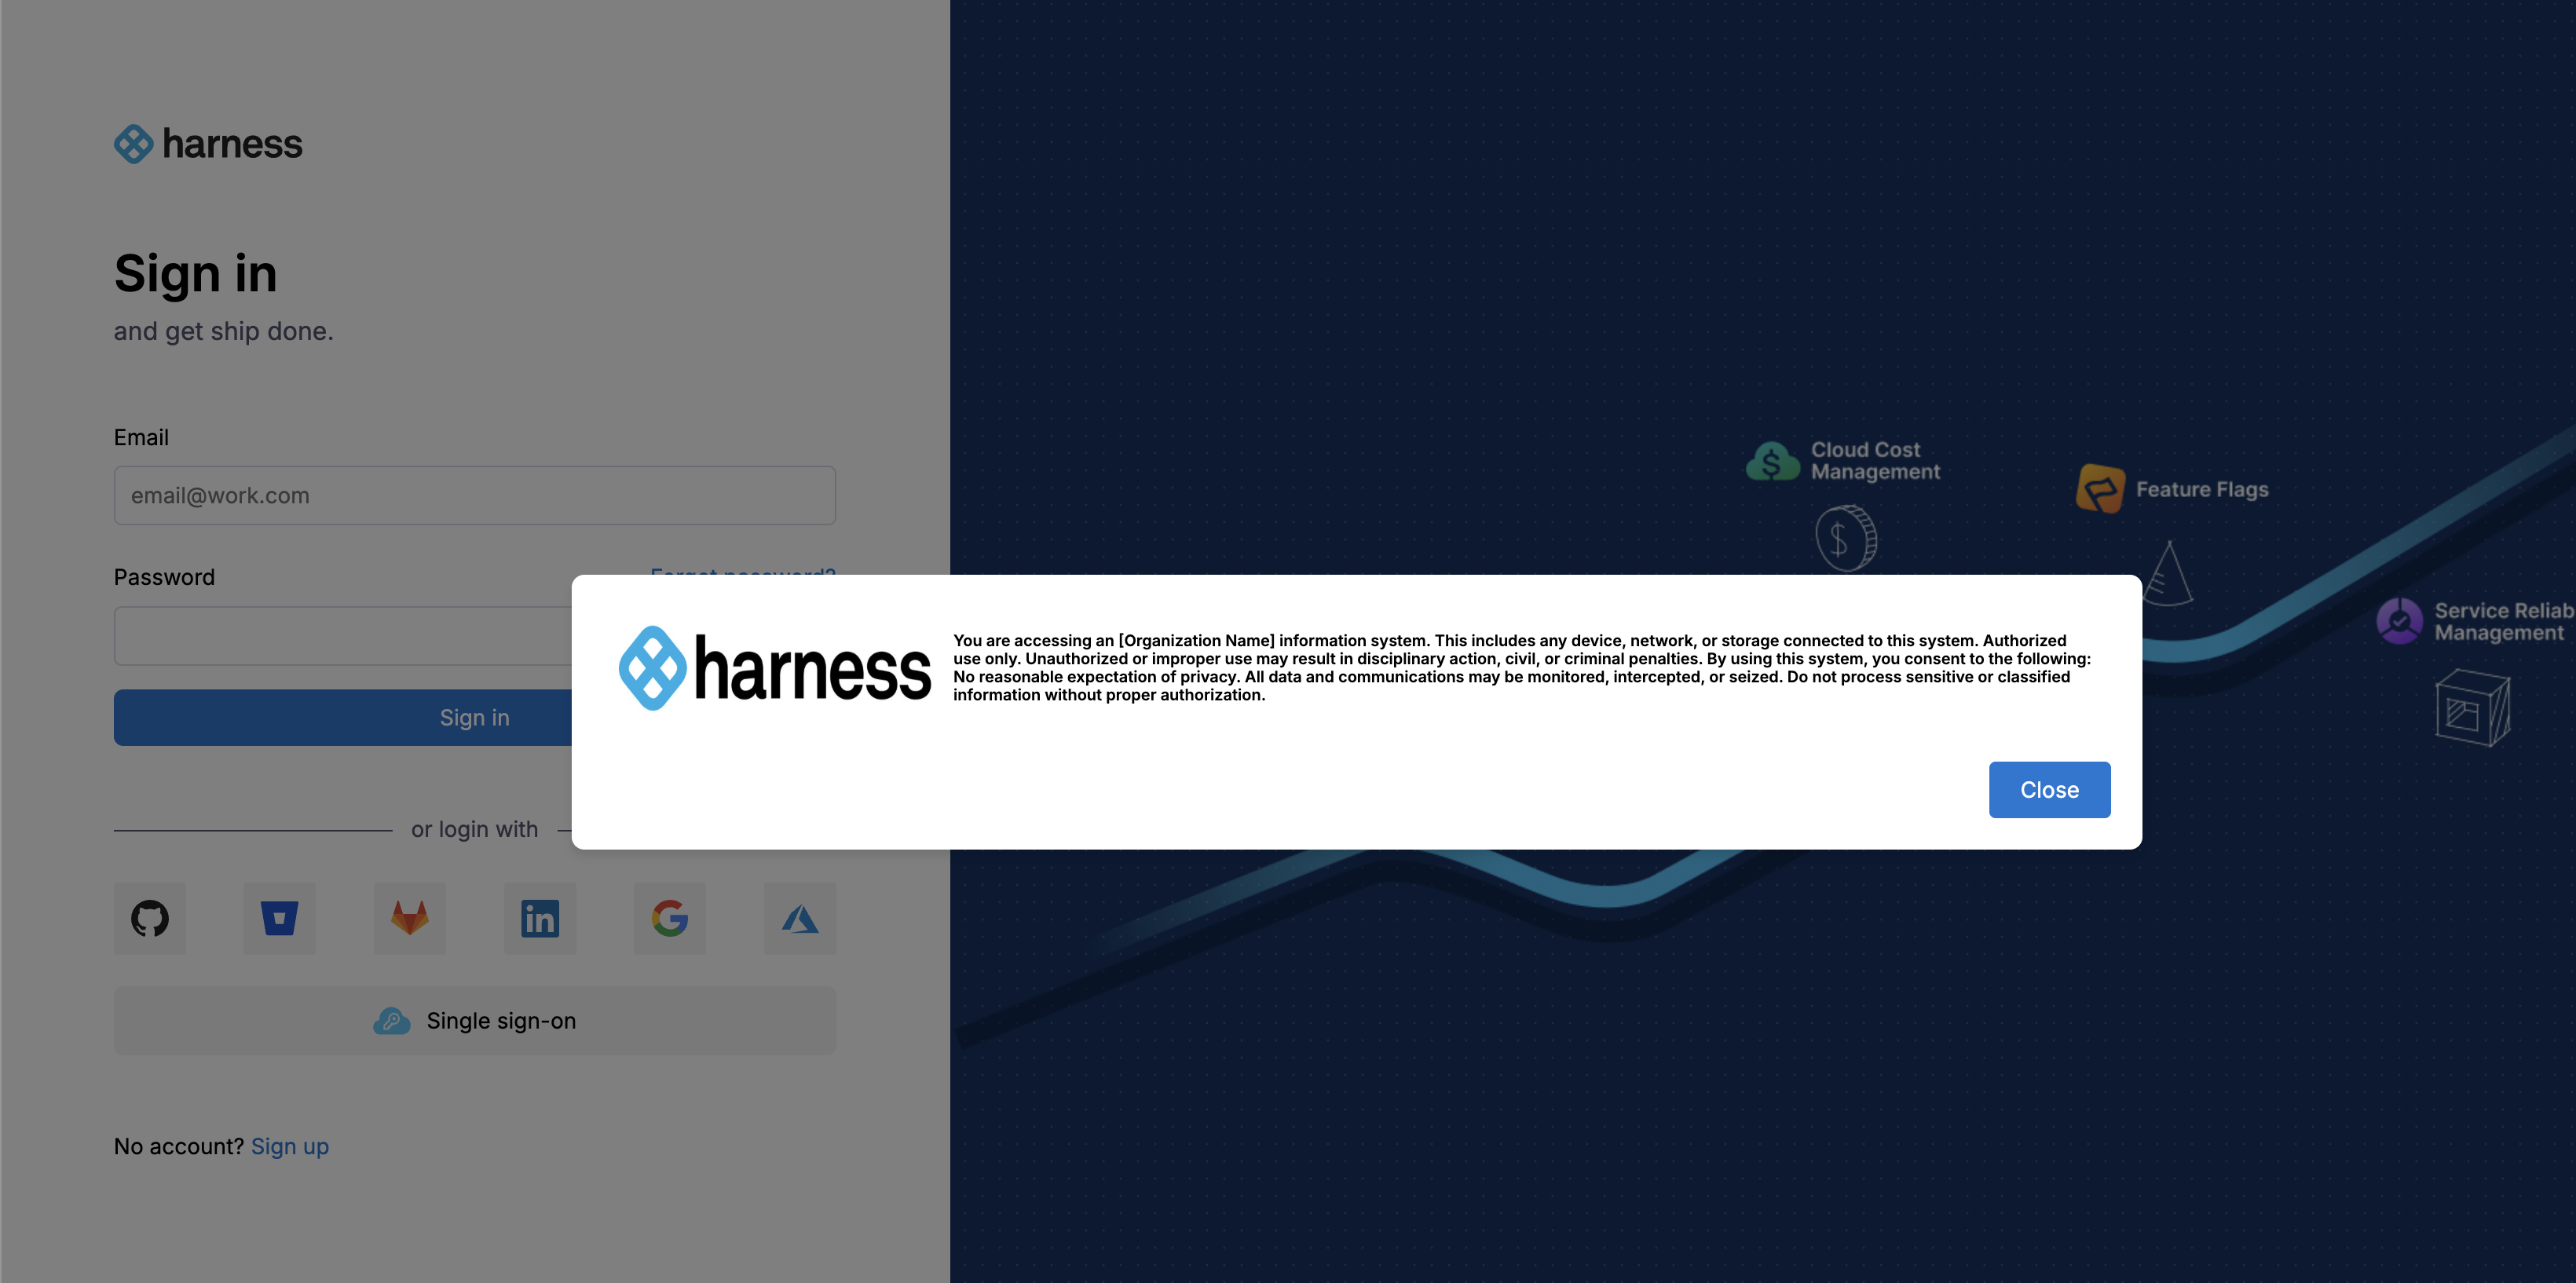 harness
Sign in
and get ship done.
Email
email@work.com
Password
Forgot password?
Sign in
or login with
Single sign-on
No account? Sign up
harness
You are accessing an [Organization Name] information system. This includes any device, network, or storage connected to this system. Authorized
use only. Unauthorized or improper use may result in disciplinary action, civil, or criminal penalties. By using this system, you consent to the following:
No reasonable expectation of privacy. All data and communications may be monitored, intercepted, or seized. Do not process sensitive or classified
information without proper authorization.
Close
Cloud Cost
Management
Feature Flags
Service Reliab
Management